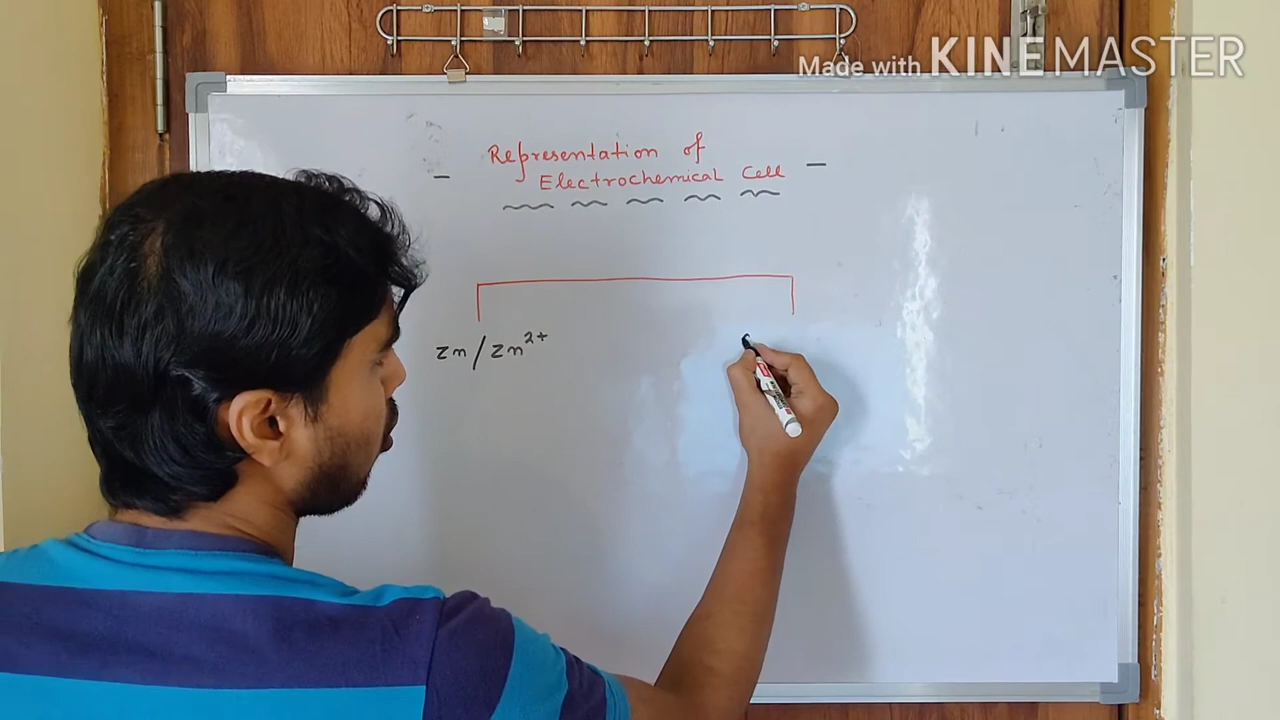 Made with KINEMASTER
Representation of
- Electrochemical Cell -
Zn/Zn²⁺